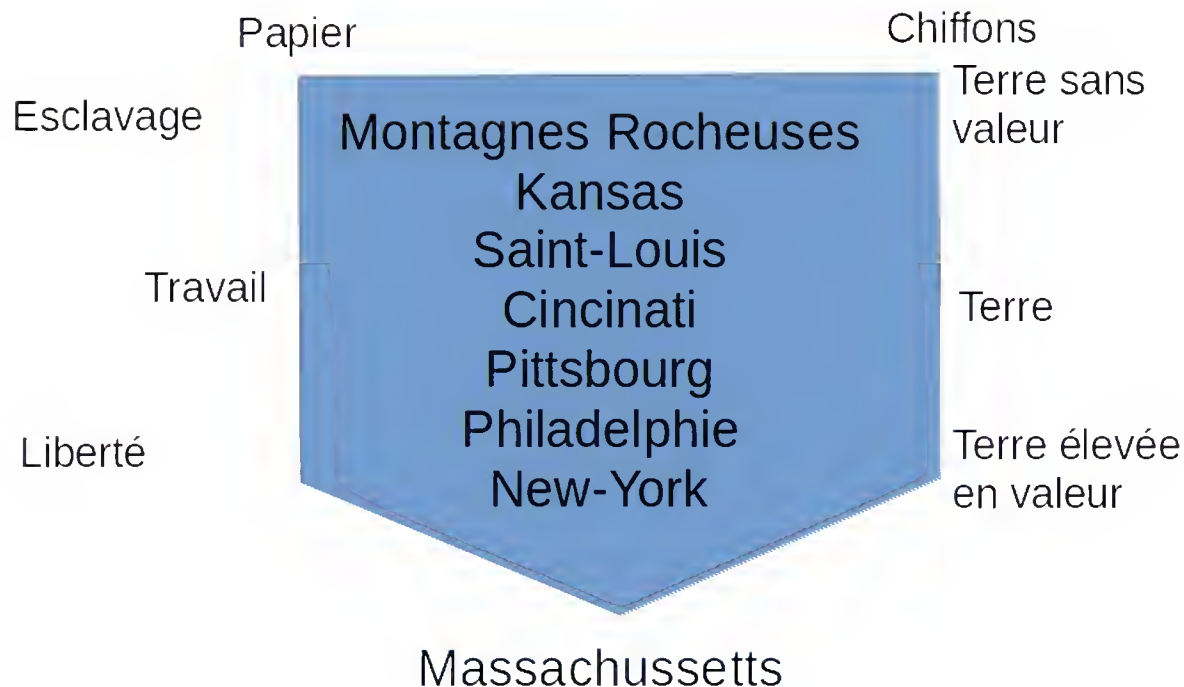 Papier
Chiffons
Esclavage
Terre sans
valeur
Montagnes Rocheuses
Kansas
Saint-Louis
Cincinati
Pittsbourg
Philadelphie
New-York
Travail
Terre
Liberté
Terre élevée
en valeur
Massachussetts